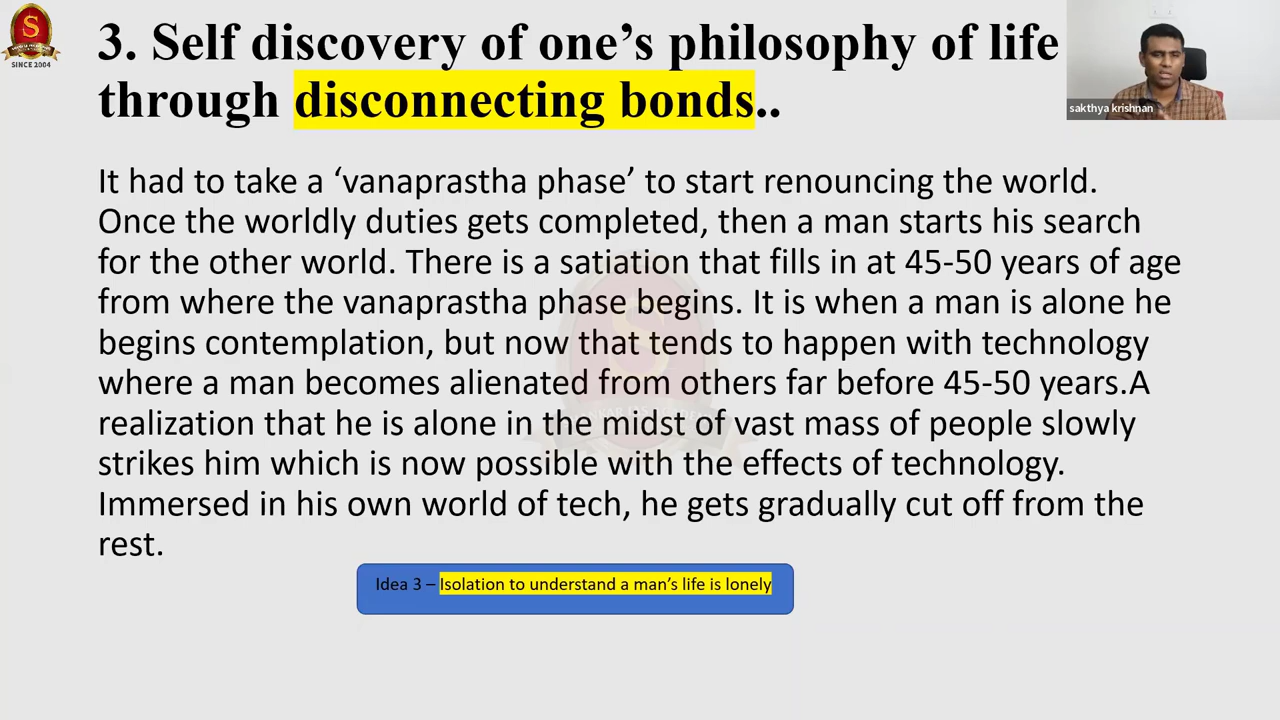 S
SINCE 2004
3. Self discovery of one’s philosophy of life
through disconnecting bonds..
sakthya krishnan
It had to take a ‘vanaprastha phase’ to start renouncing the world.
Once the worldly duties gets completed, then a man starts his search
for the other world. There is a satiation that fills in at 45-50 years of age
from where the vanaprastha phase begins. It is when a man is alone he
begins contemplation, but now that tends to happen with technology
where a man becomes alienated from others far before 45-50 years.A
realization that he is alone in the midst of vast mass of people slowly
strikes him which is now possible with the effects of technology.
Immersed in his own world of tech, he gets gradually cut off from the
rest.
Idea 3 – Isolation to understand a man’s life is lonely